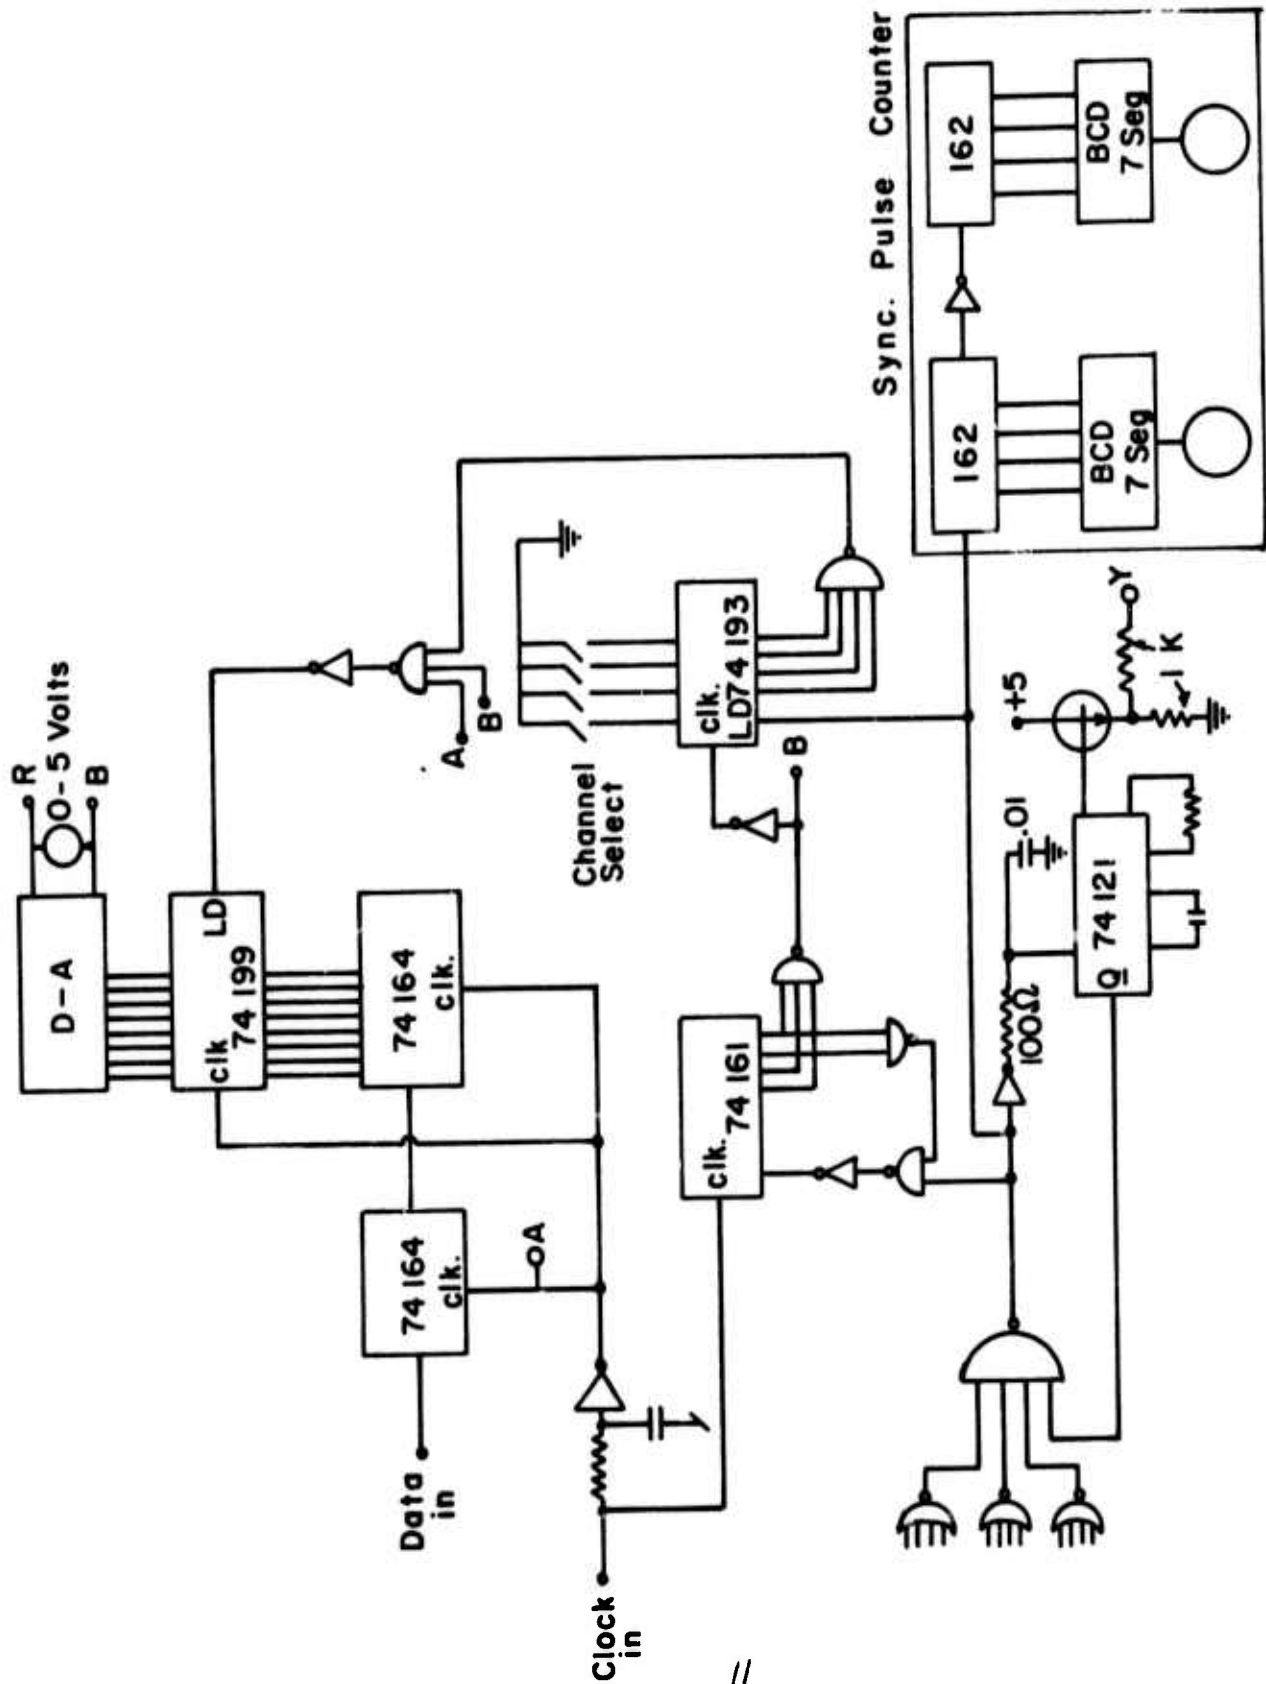 D-A
R
0-5 Volts
B
clk
LD
74 199
74 164
clk.
74 164
clk.
A
Data
in
Clock
in
A
B
Channel
Select
clk.
LD74 193
B
clk.
74 161
100Ω
.01
+5
Y
1 K
Q
74 121
Sync. Pulse Counter
162
162
BCD
7 Seg
BCD
7 Seg
11